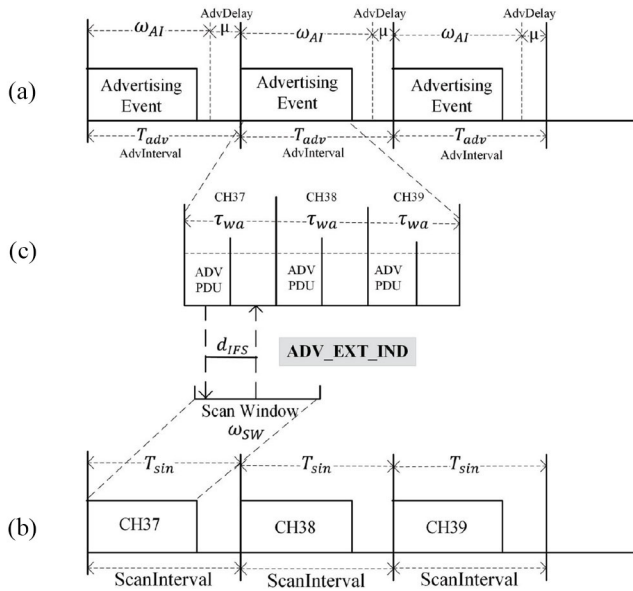 AdvDelay AdvDelay AdvDelay
ω_AI μ ω_AI μ ω_AI μ
(a)
Advertising Event Advertising Event Advertising Event
T_adv T_adv T_adv
AdvInterval AdvInterval AdvInterval
CH37 CH38 CH39
τ_wa τ_wa τ_wa
(c)
ADV PDU ADV PDU ADV PDU
d_IFS
ADV_EXT_IND
Scan Window
ω_SW
T_sin T_sin T_sin
(b)
CH37 CH38 CH39
ScanInterval ScanInterval ScanInterval